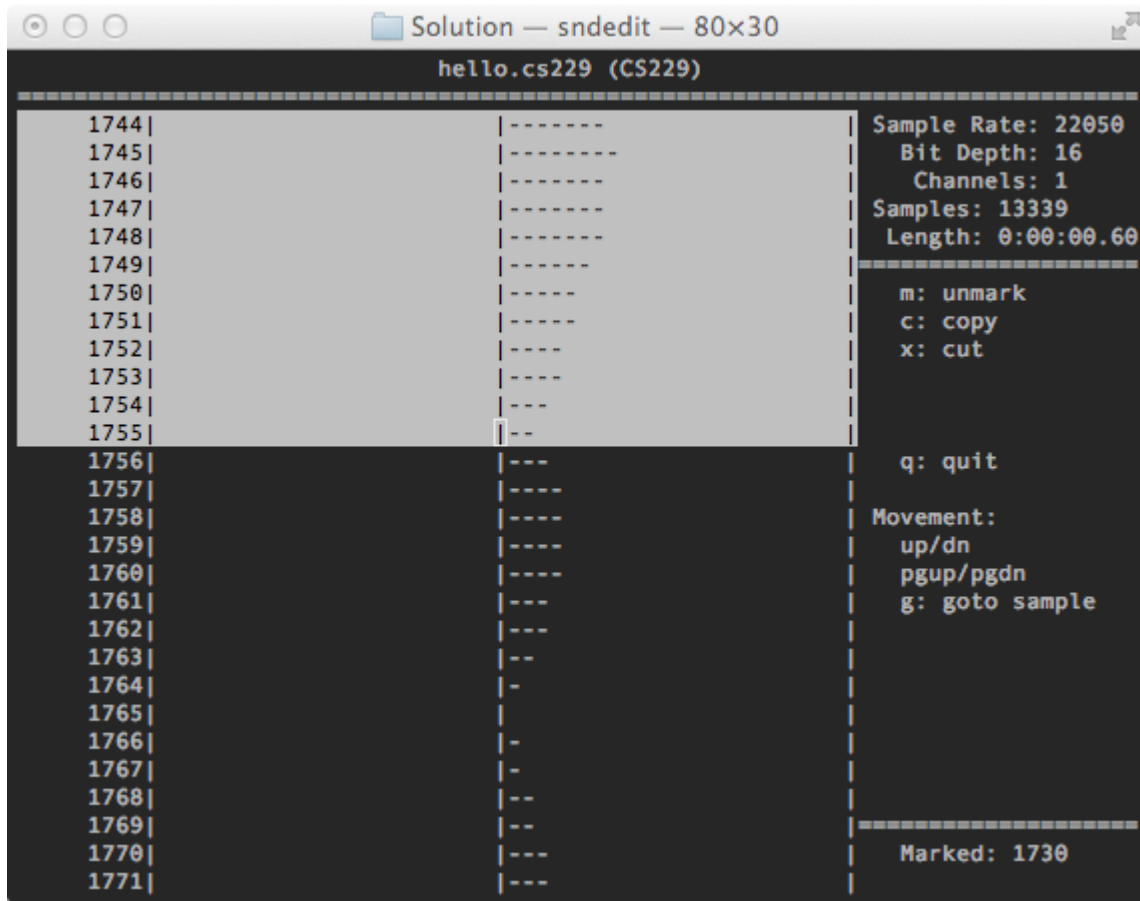 Solution — sndedit — 80×30
hello.cs229 (CS229)
================================================================================
1744| |------- | Sample Rate: 22050
1745| |-------- | Bit Depth: 16
1746| |------- | Channels: 1
1747| |------- | Samples: 13339
1748| |------- | Length: 0:00:00.60
1749| |------ |====================
1750| |----- | m: unmark
1751| |----- | c: copy
1752| |---- | x: cut
1753| |---- |
1754| |--- |
1755| |-- |
1756| |--- | q: quit
1757| |---- |
1758| |---- | Movement:
1759| |---- | up/dn
1760| |---- | pgup/pgdn
1761| |--- | g: goto sample
1762| |--- |
1763| |-- |
1764| |- |
1765| | |
1766| |- |
1767| |- |
1768| |-- |
1769| |-- |====================
1770| |--- | Marked: 1730
1771| |--- |